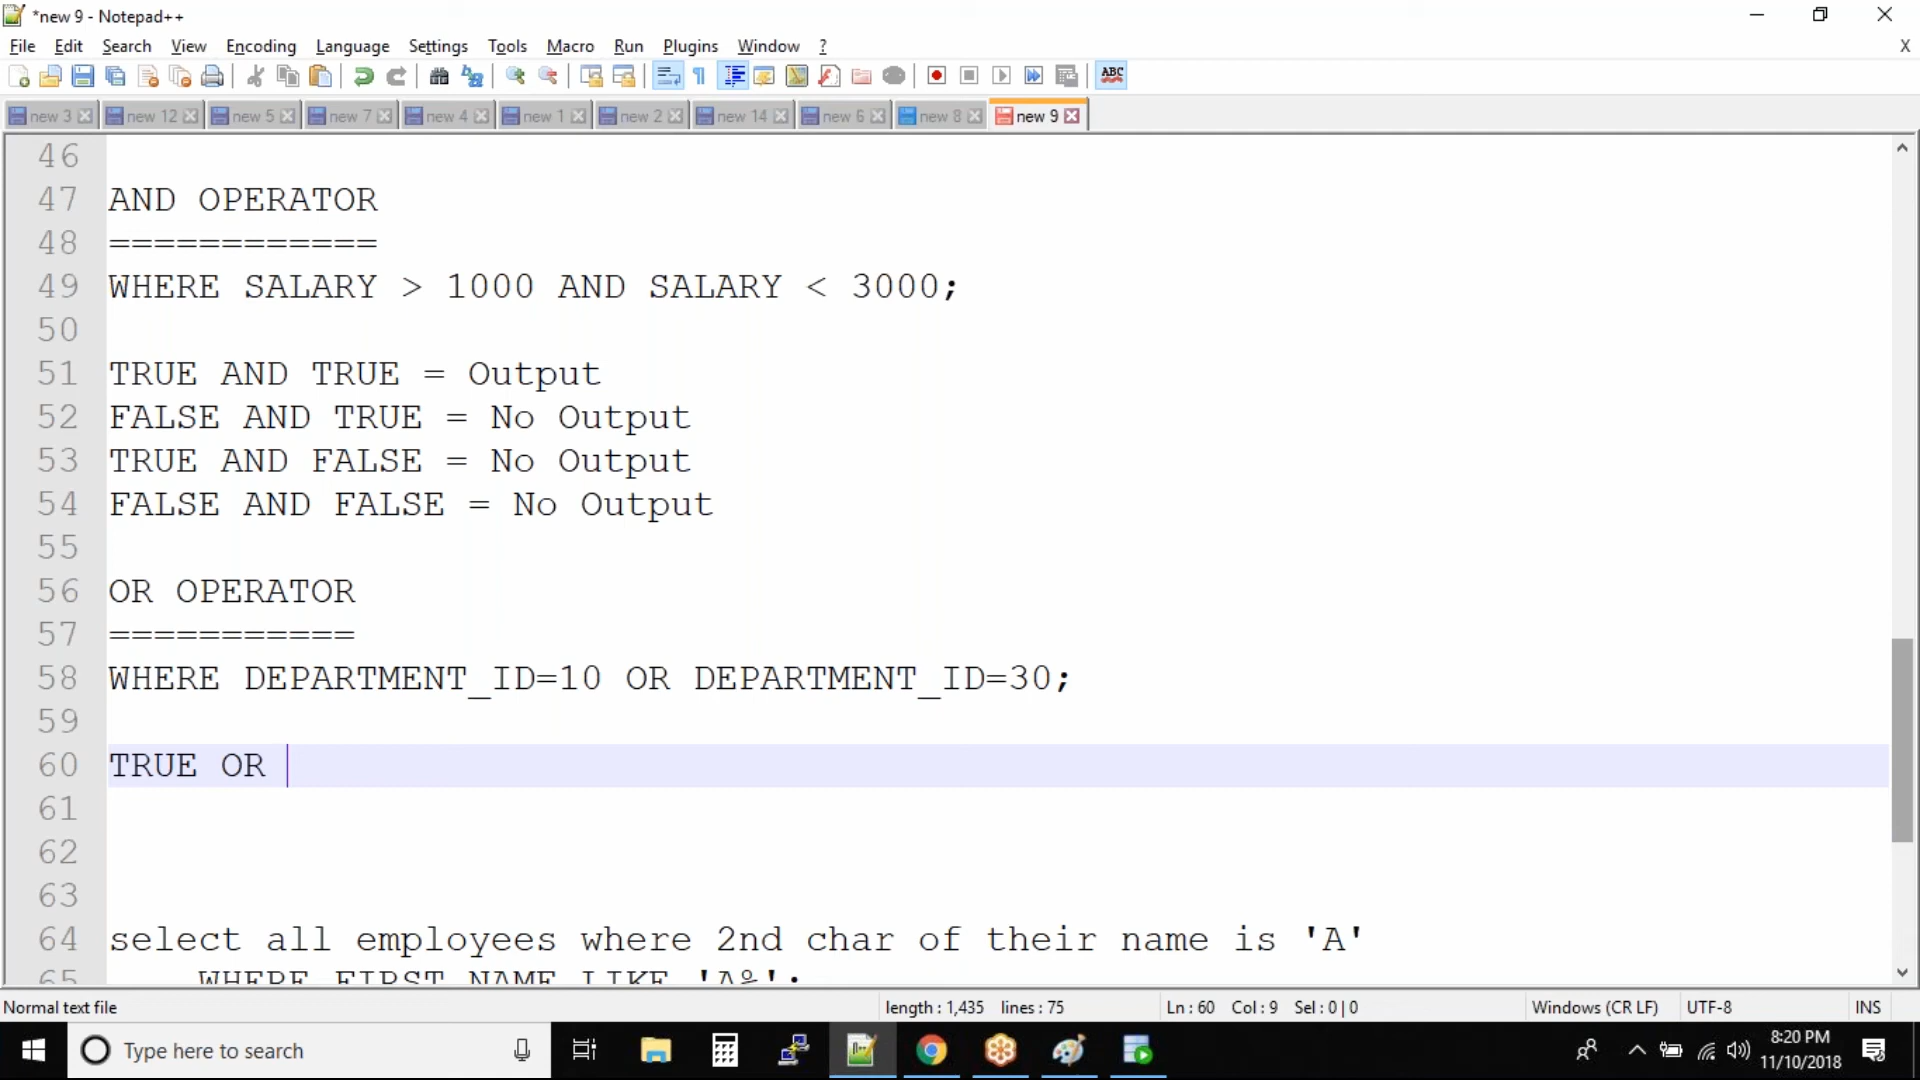 *new 9 - Notepad++
File Edit Search View Encoding Language Settings Tools Macro Run Plugins Window ? X
ABC
new 3 new 12 new 5 new 7 new 4 new 1 new 2 new 14 new 6 new 8 new 9
46
47 AND OPERATOR
48 ============
49 WHERE SALARY > 1000 AND SALARY < 3000;
50
51 TRUE AND TRUE = Output
52 FALSE AND TRUE = No Output
53 TRUE AND FALSE = No Output
54 FALSE AND FALSE = No Output
55
56 OR OPERATOR
57 ===========
58 WHERE DEPARTMENT_ID=10 OR DEPARTMENT_ID=30;
59
60 TRUE OR
61
62
63
64 select all employees where 2nd char of their name is 'A'
65 WHERE FIRST_NAME LIKE 'A%';
Normal text file length : 1,435 lines : 75 Ln : 60 Col : 9 Sel : 0 | 0 Windows (CR LF) UTF-8 INS
Type here to search
8:20 PM
11/10/2018